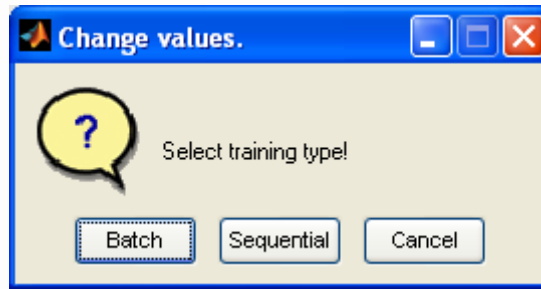 Change values.
?
Select training type!
Batch Sequential Cancel